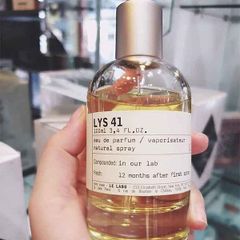 LYS 41
100ml 3,4 FL.OZ.
eau de parfum / vaporisateur
natural spray
Compounded in our lab
Fresh: 12 months after first spray
LE LABO